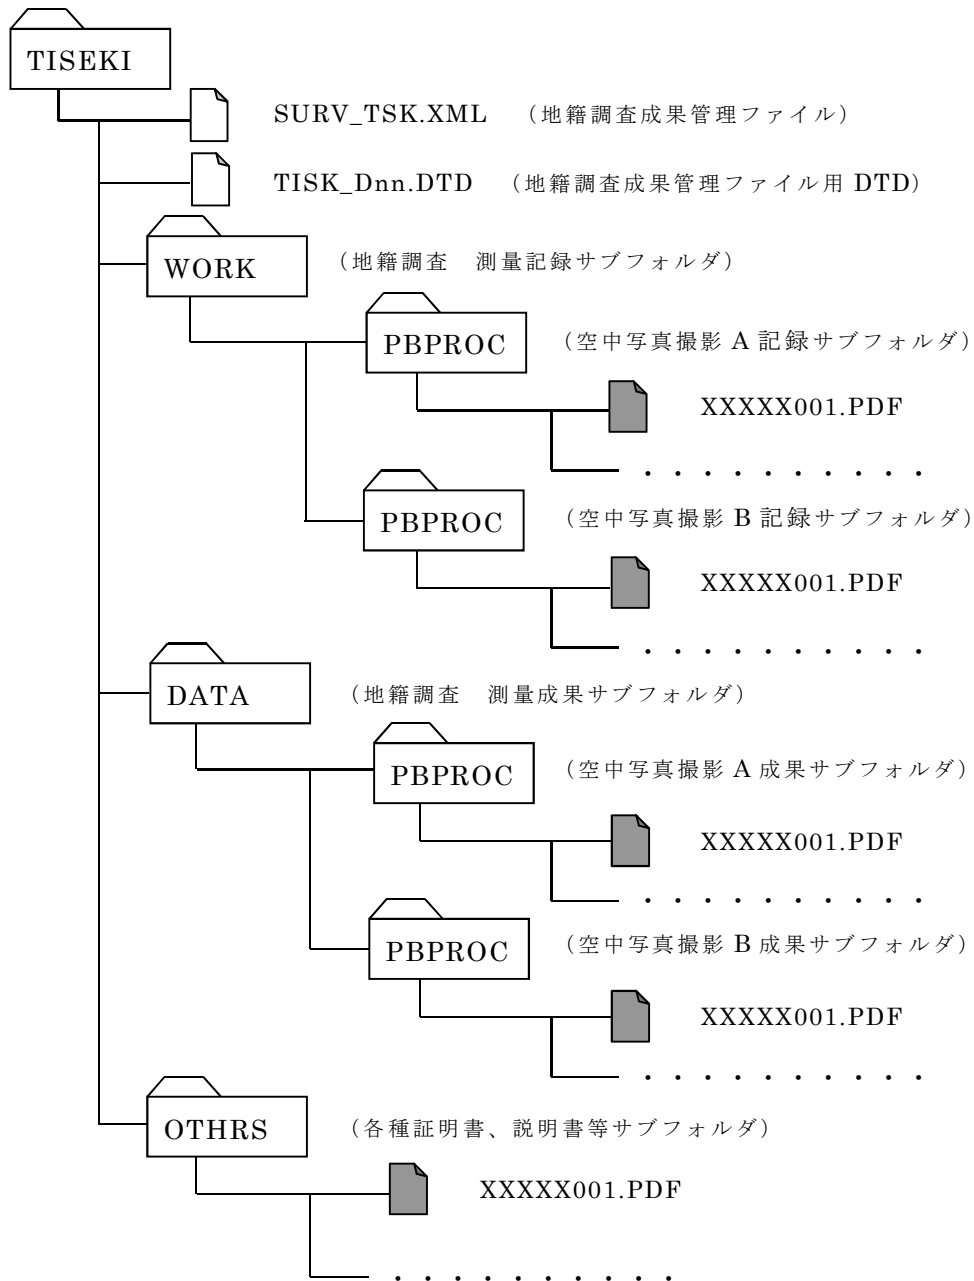 TISEKI
SURV_TSK.XML （地籍調査成果管理ファイル）
TISK_Dnn.DTD （地籍調査成果管理ファイル用 DTD）
WORK （地籍調査　測量記録サブフォルダ）
PBPROC （空中写真撮影 A 記録サブフォルダ）
XXXXX001.PDF
・・・・・・・・・・
PBPROC （空中写真撮影 B 記録サブフォルダ）
XXXXX001.PDF
・・・・・・・・・・
DATA （地籍調査　測量成果サブフォルダ）
PBPROC （空中写真撮影 A 成果サブフォルダ）
XXXXX001.PDF
・・・・・・・・・・
PBPROC （空中写真撮影 B 成果サブフォルダ）
XXXXX001.PDF
・・・・・・・・・・
OTHRS （各種証明書、説明書等サブフォルダ）
XXXXX001.PDF
・・・・・・・・・・